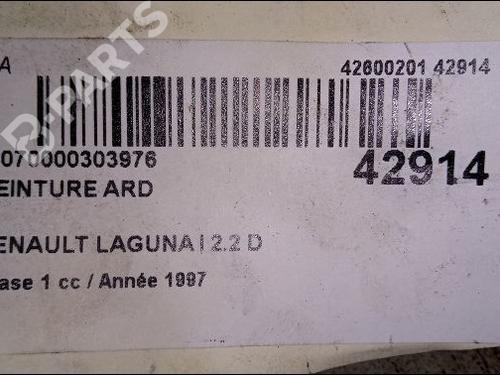 A
42600201 42914
070000303976
42914
EINTURE ARD
ENAULT LAGUNA I 2.2 D
ase 1 cc / Année 1997
B-PARTS